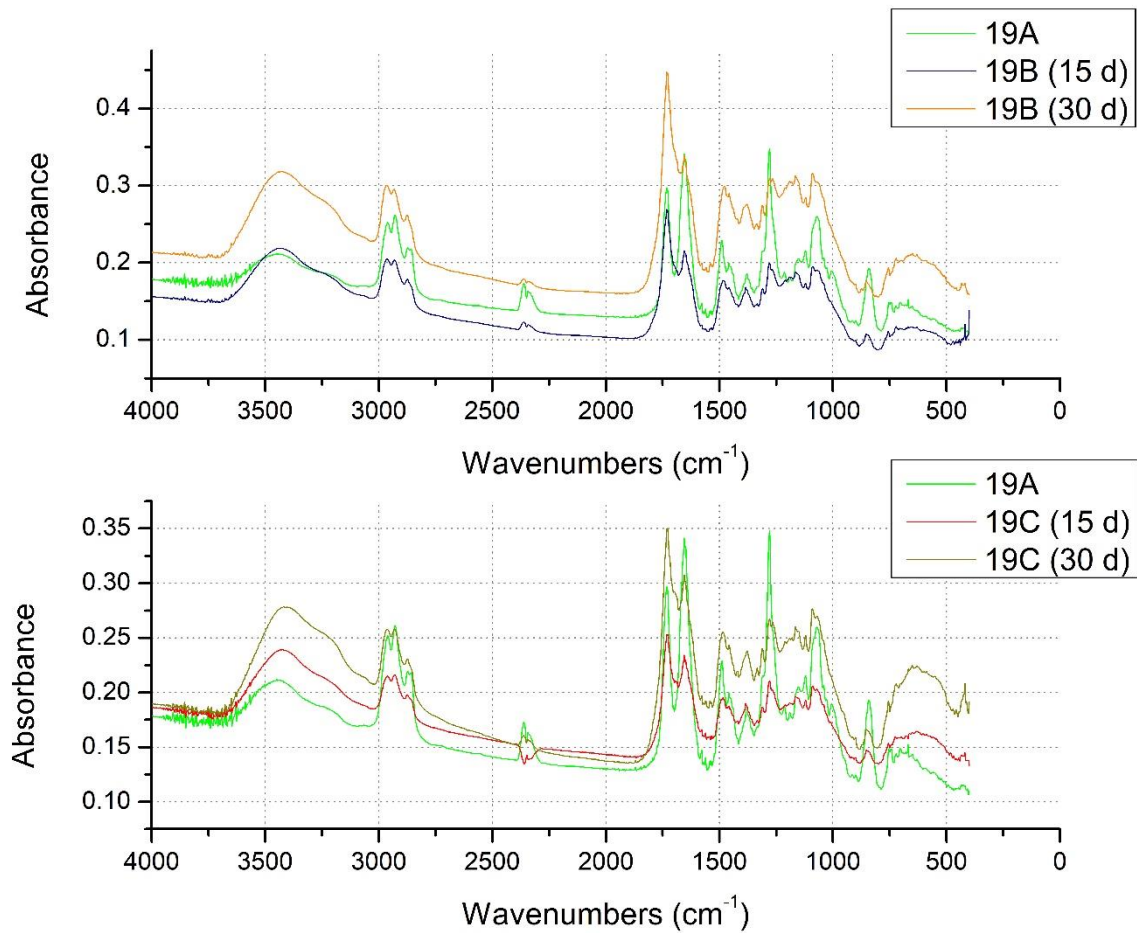 19A
19B (15 d)
19B (30 d)
Absorbance
0.4
0.3
0.2
0.1
4000 3500 3000 2500 2000 1500 1000 500 0
Wavenumbers (cm⁻¹)
19A
19C (15 d)
19C (30 d)
Absorbance
0.35
0.30
0.25
0.20
0.15
0.10
4000 3500 3000 2500 2000 1500 1000 500 0
Wavenumbers (cm⁻¹)